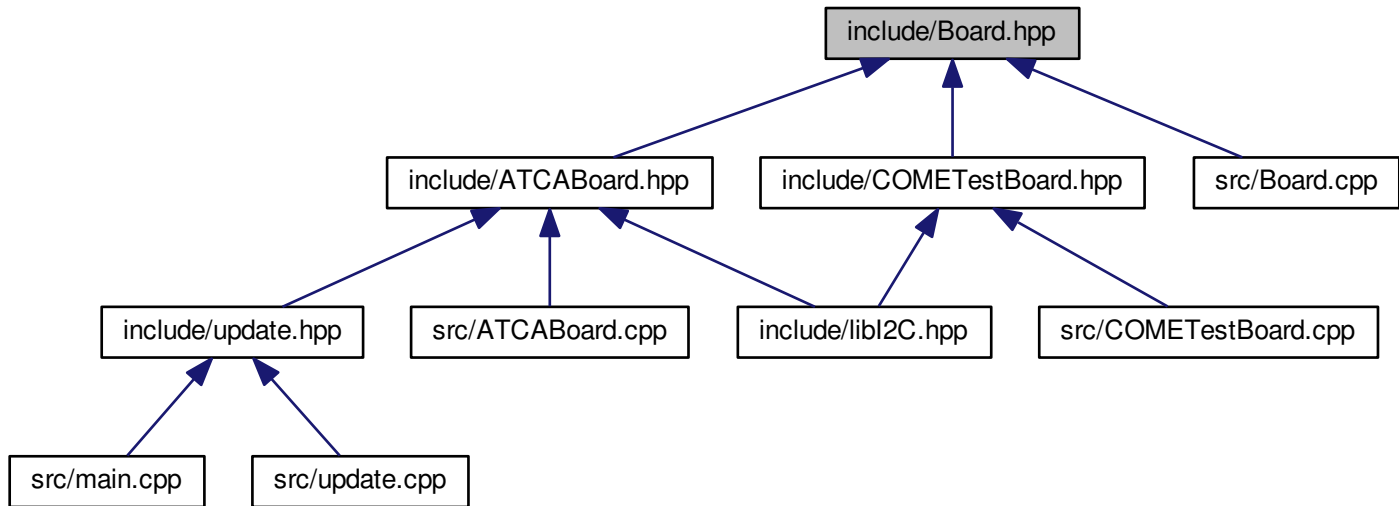 include/Board.hpp
include/ATCABoard.hpp
include/COMETestBoard.hpp
src/Board.cpp
include/update.hpp
src/ATCABoard.cpp
include/libI2C.hpp
src/COMETestBoard.cpp
src/main.cpp
src/update.cpp